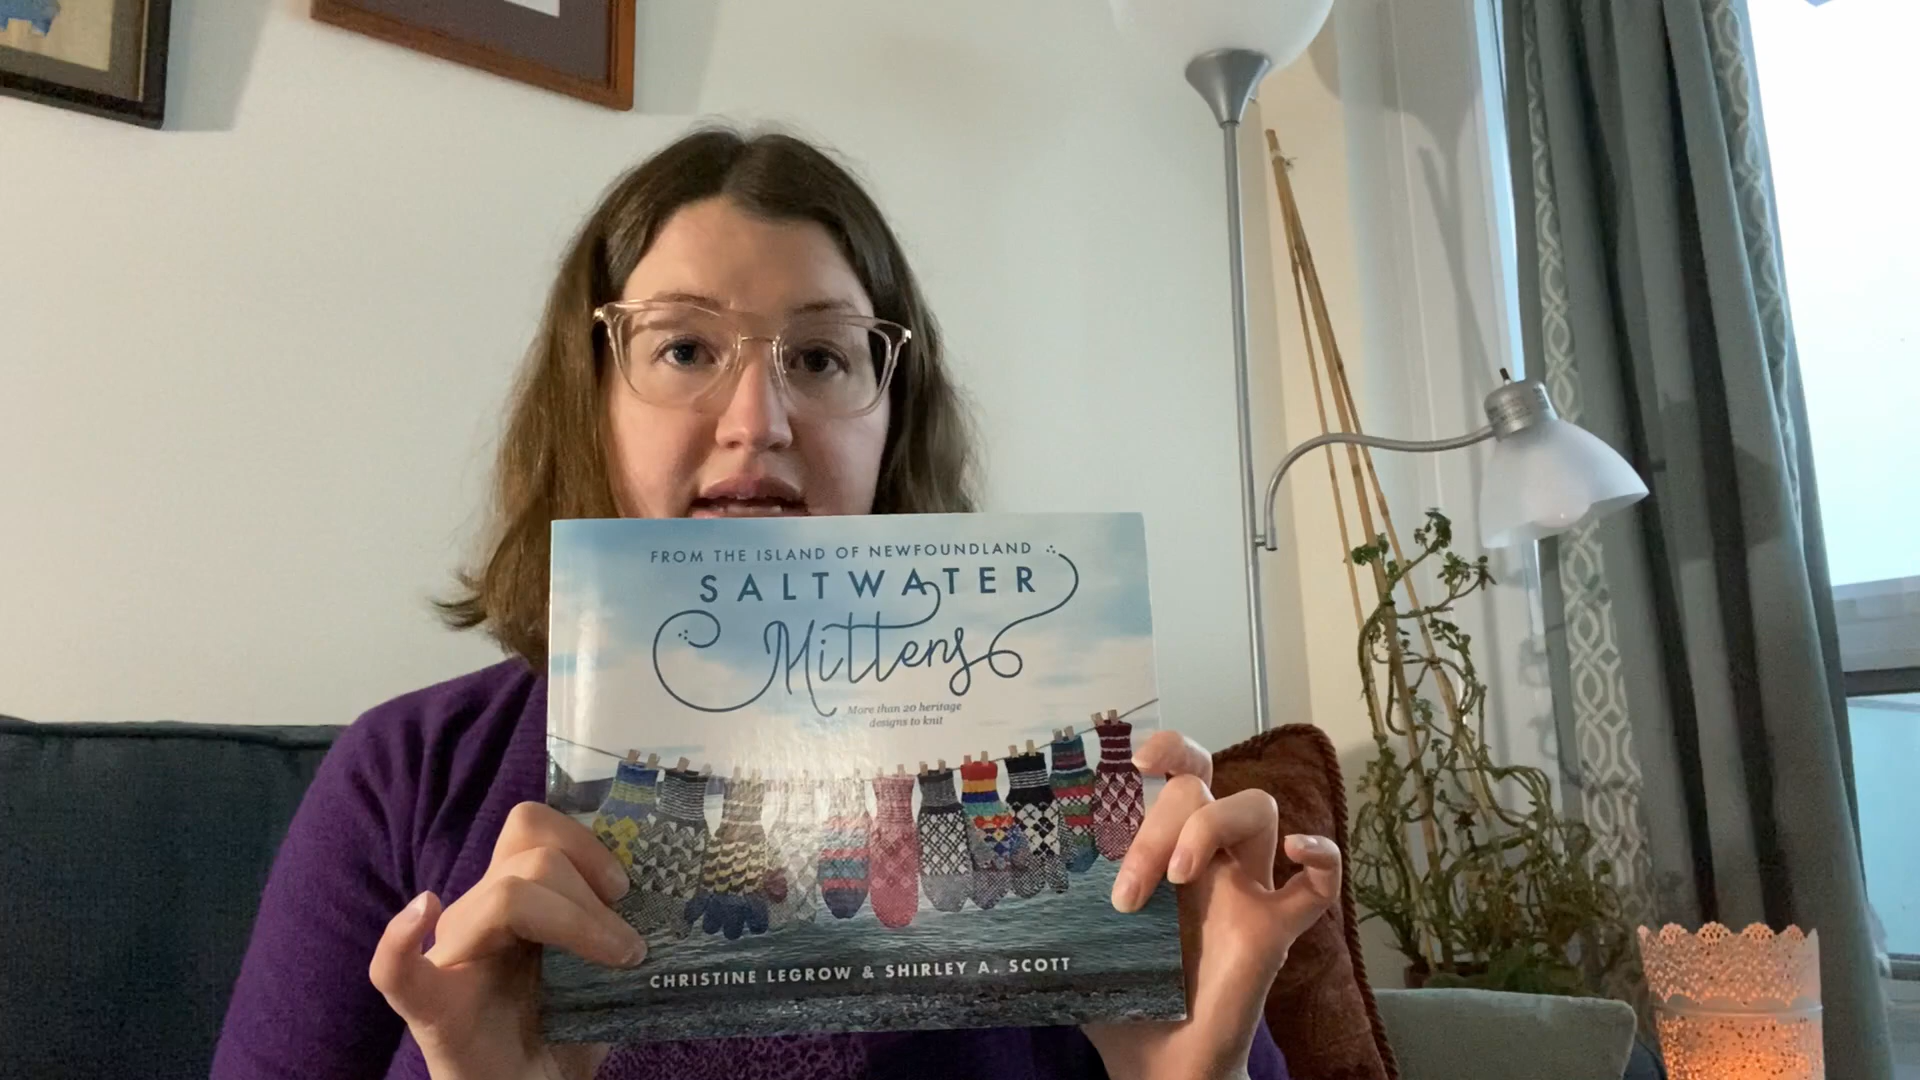 FROM THE ISLAND OF NEWFOUNDLAND
SALTWATER
Mittens
More than 20 heritage
designs to knit
CHRISTINE LEGROW & SHIRLEY A. SCOTT